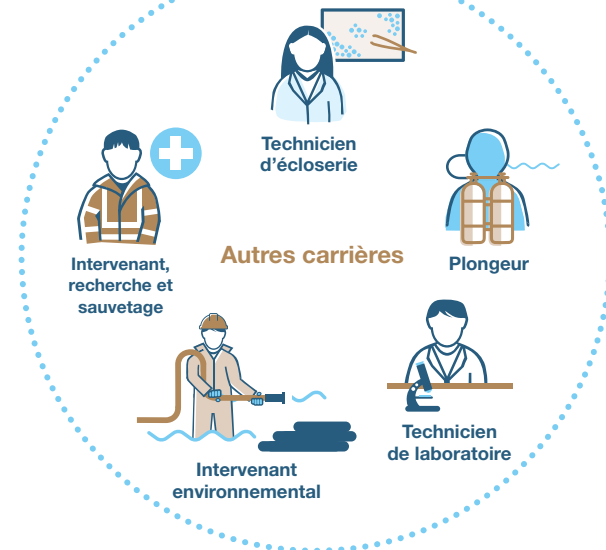 Technicien
d'écloserie
Intervenant,
recherche et
sauvetage
Autres carrières
Plongeur
Technicien
de laboratoire
Intervenant
environnemental